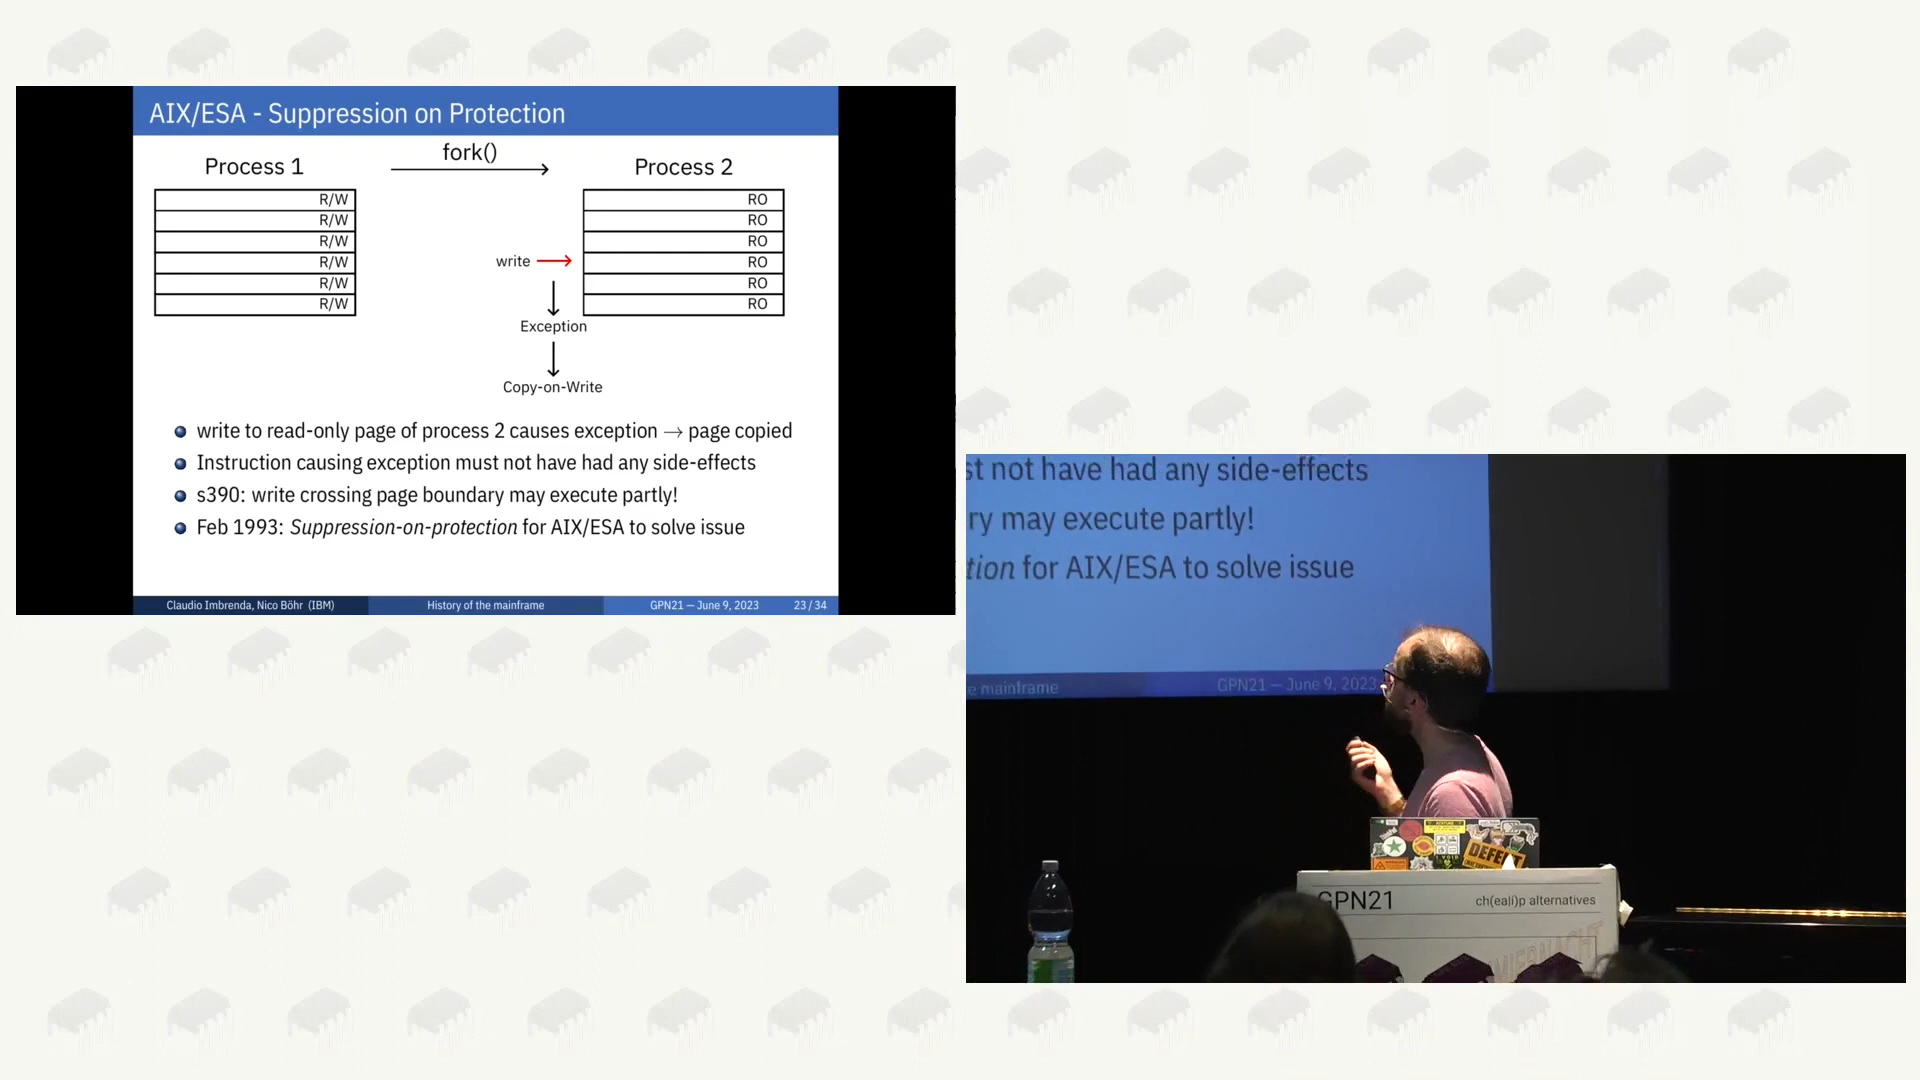 AIX/ESA - Suppression on Protection
Process 1
fork()
Process 2
R/W
R/W
R/W
R/W
R/W
R/W
RO
RO
RO
RO
RO
RO
write
Exception
Copy-on-Write
write to read-only page of process 2 causes exception → page copied
Instruction causing exception must not have had any side-effects
s390: write crossing page boundary may execute partly!
Feb 1993: Suppression-on-protection for AIX/ESA to solve issue
Claudio Imbrenda, Nico Böhr (IBM)
History of the mainframe
GPN21 — June 9, 2023
23 / 34
st not have had any side-effects
ry may execute partly!
tion for AIX/ESA to solve issue
e mainframe
GPN21 — June 9, 2023
GPN21
ch(ea|i)p alternatives